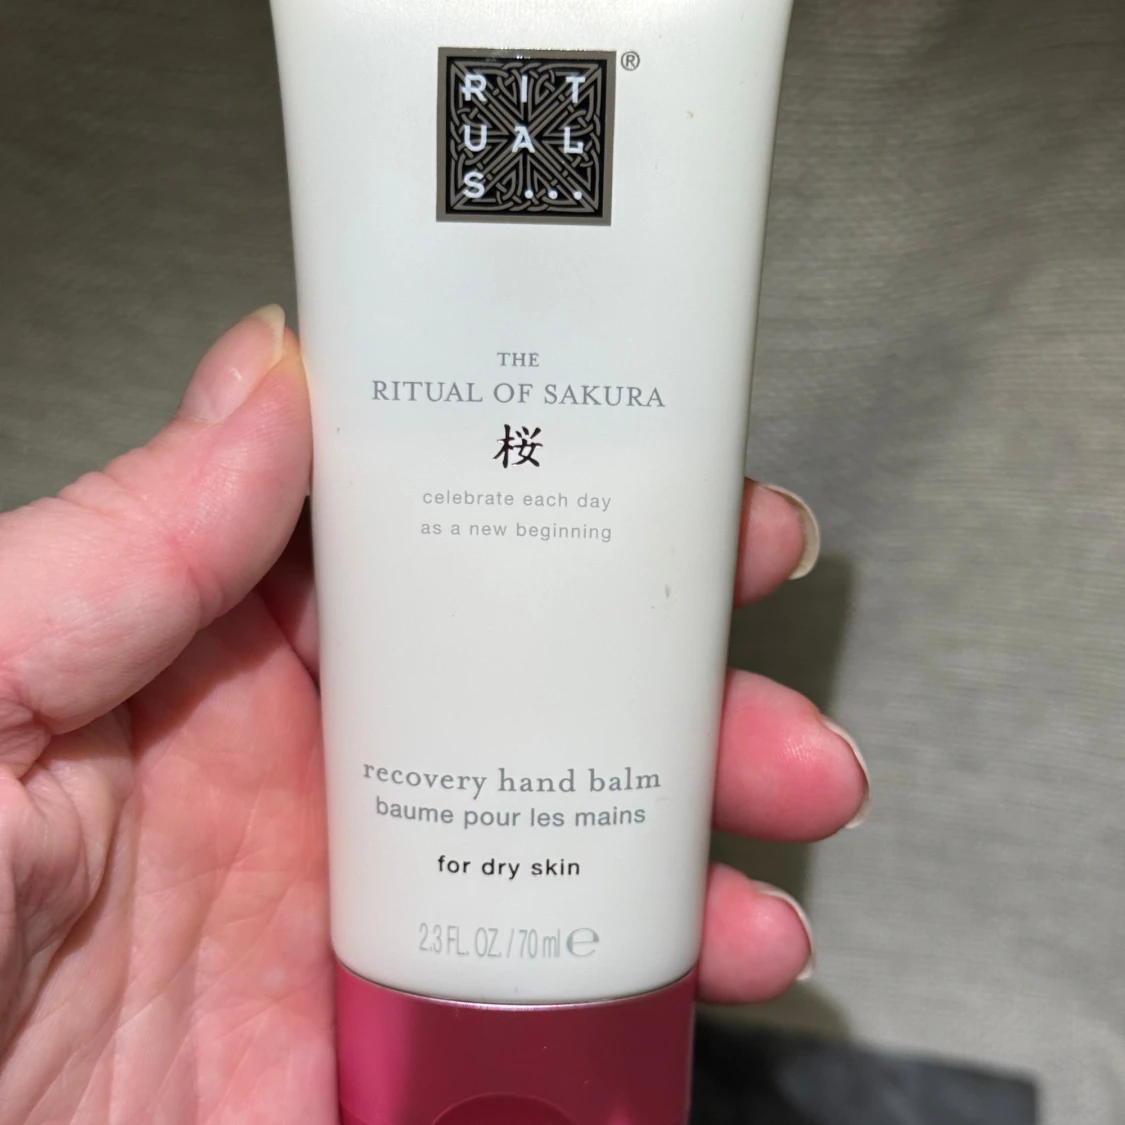 RIT
UAL
S...
®
THE
RITUAL OF SAKURA
桜
celebrate each day
as a new beginning
recovery hand balm
baume pour les mains
for dry skin
2.3 FL. OZ. / 70 ml ℮